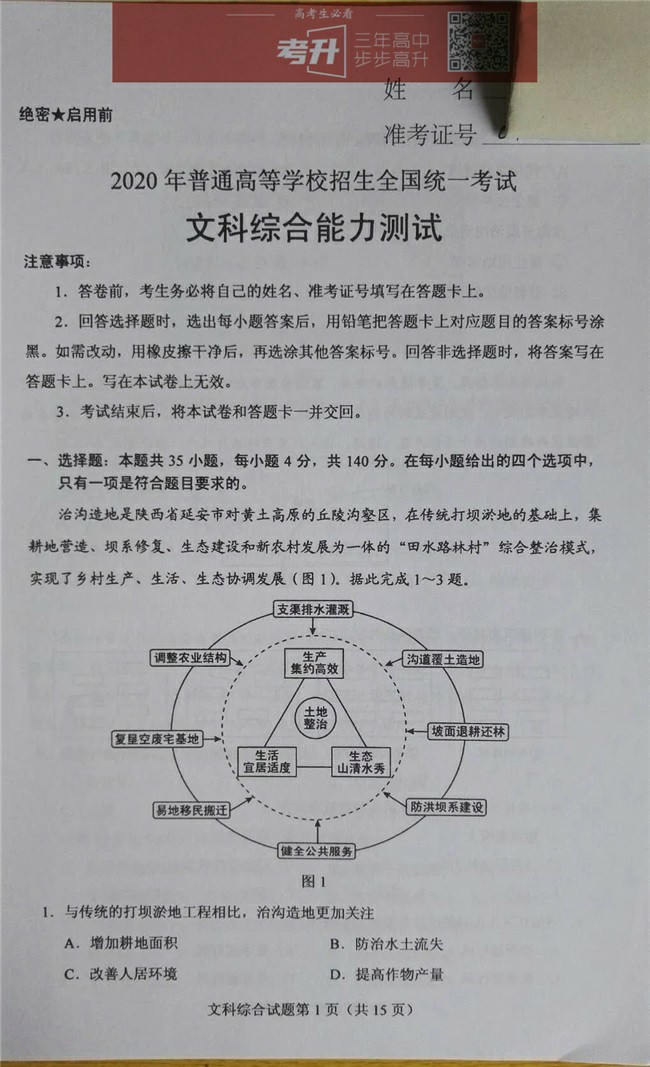 高考生必看
考升
三年高中
步步高升
姓 名
准考证号
绝密★启用前
2020 年普通高等学校招生全国统一考试
文科综合能力测试
注意事项：
1．答卷前，考生务必将自己的姓名、准考证号填写在答题卡上。
2．回答选择题时，选出每小题答案后，用铅笔把答题卡上对应题目的答案标号涂
黑。如需改动，用橡皮擦干净后，再选涂其他答案标号。回答非选择题时，将答案写在
答题卡上。写在本试卷上无效。
3．考试结束后，将本试卷和答题卡一并交回。
一、选择题：本题共 35 小题，每小题 4 分，共 140 分。在每小题给出的四个选项中，
只有一项是符合题目要求的。
治沟造地是陕西省延安市对黄土高原的丘陵沟壑区，在传统打坝淤地的基础上，集
耕地营造、坝系修复、生态建设和新农村发展为一体的“田水路林村”综合整治模式，
实现了乡村生产、生活、生态协调发展（图 1）。据此完成 1～3 题。
支渠排水灌溉
调整农业结构
生产
集约高效
沟道覆土造地
土地
整治
复垦空废宅基地
坡面退耕还林
生活
宜居适度
生态
山清水秀
易地移民搬迁
防洪坝系建设
健全公共服务
图 1
1．与传统的打坝淤地工程相比，治沟造地更加关注
A．增加耕地面积 B．防治水土流失
C．改善人居环境 D．提高作物产量
文科综合试题第 1 页（共 15 页）